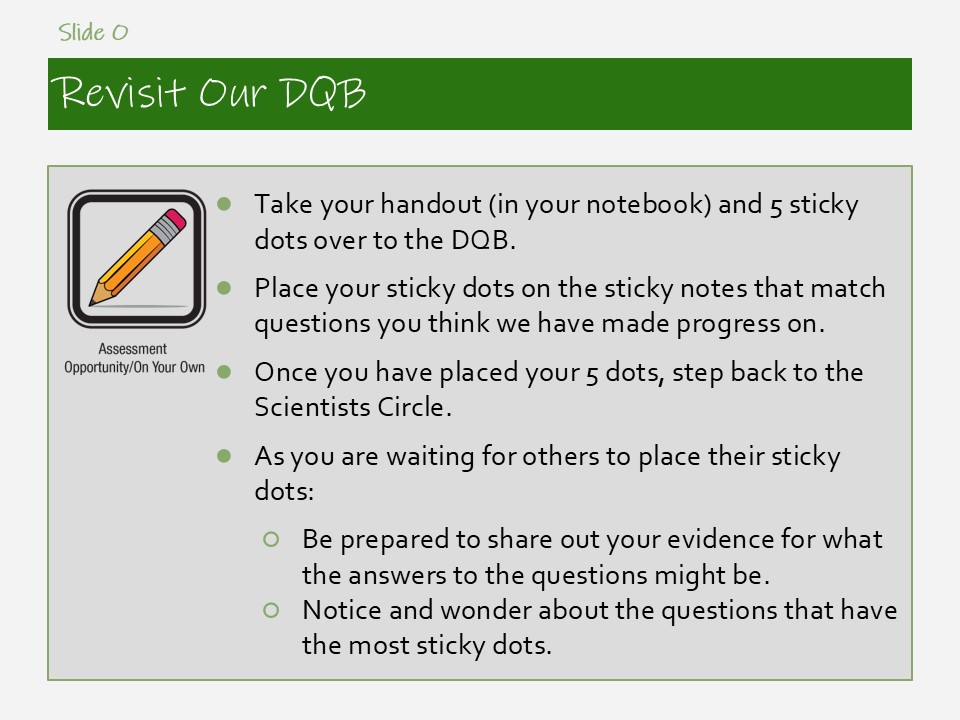 Slide O
Revisit Our DQB
Assessment
Opportunity/On Your Own
● Take your handout (in your notebook) and 5 sticky
dots over to the DQB.
● Place your sticky dots on the sticky notes that match
questions you think we have made progress on.
● Once you have placed your 5 dots, step back to the
Scientists Circle.
● As you are waiting for others to place their sticky
dots:
○ Be prepared to share out your evidence for what
the answers to the questions might be.
○ Notice and wonder about the questions that have
the most sticky dots.